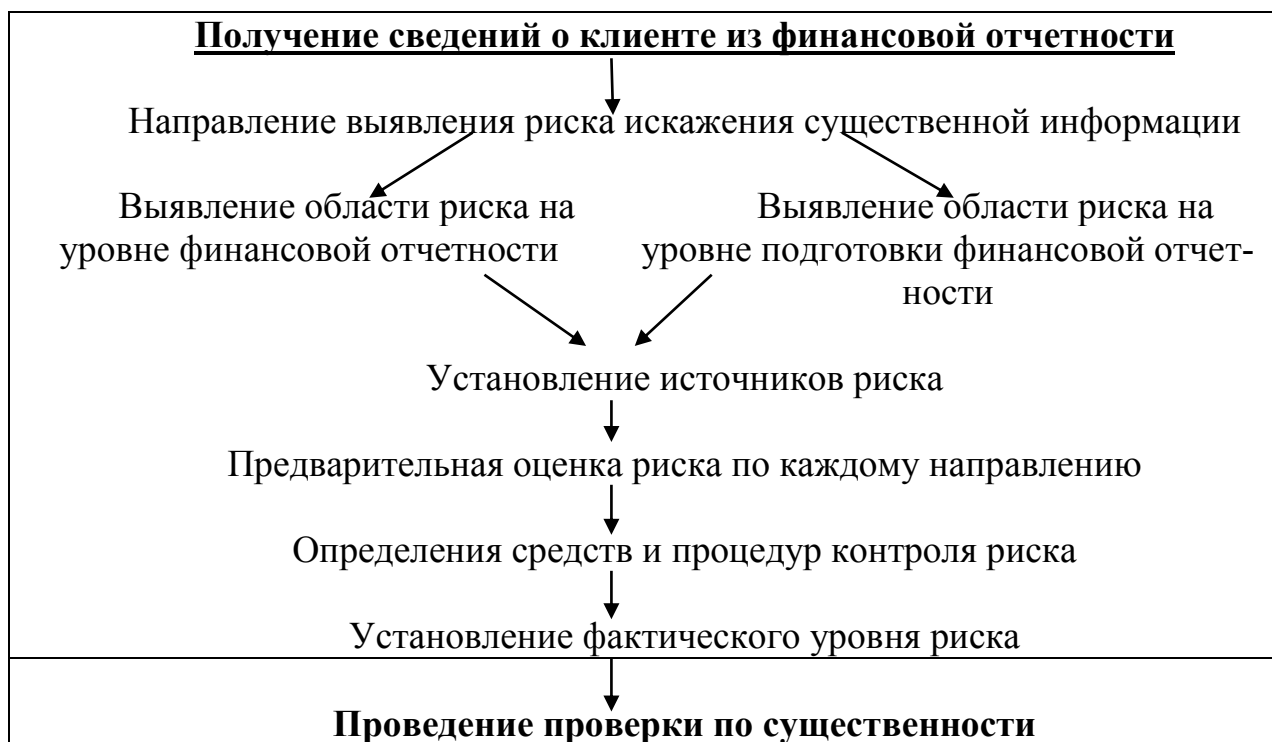 Получение сведений о клиенте из финансовой отчетности
Направление выявления риска искажения существенной информации
Выявление области риска на
уровне финансовой отчетности
Выявление области риска на
уровне подготовки финансовой отчет-
ности
Установление источников риска
Предварительная оценка риска по каждому направлению
Определения средств и процедур контроля риска
Установление фактического уровня риска
Проведение проверки по существенности